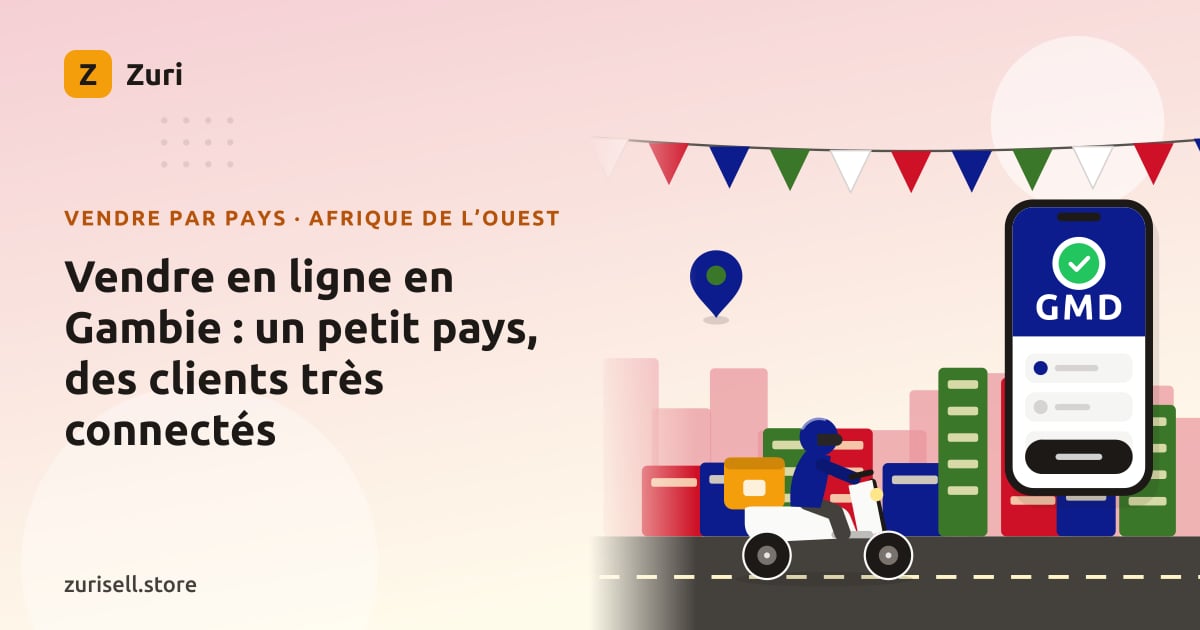 Z Zuri
VENDRE PAR PAYS · AFRIQUE DE L’OUEST
Vendre en ligne en
Gambie : un petit pays,
des clients très
connectés
GMD
zurisell.store